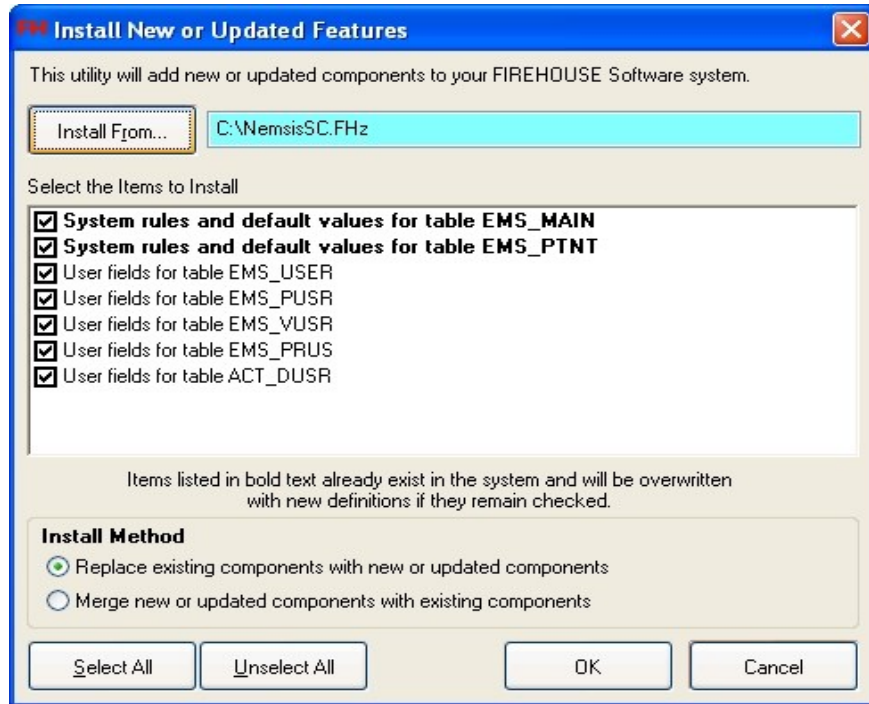 FH Install New or Updated Features
This utility will add new or updated components to your FIREHOUSE Software system.
Install From... C:\NemsisSC.FHz
Select the Items to Install
System rules and default values for table EMS_MAIN
System rules and default values for table EMS_PTNT
User fields for table EMS_USER
User fields for table EMS_PUSR
User fields for table EMS_VUSR
User fields for table EMS_PRUS
User fields for table ACT_DUSR
Items listed in bold text already exist in the system and will be overwritten
with new definitions if they remain checked.
Install Method
Replace existing components with new or updated components
Merge new or updated components with existing components
Select All Unselect All OK Cancel